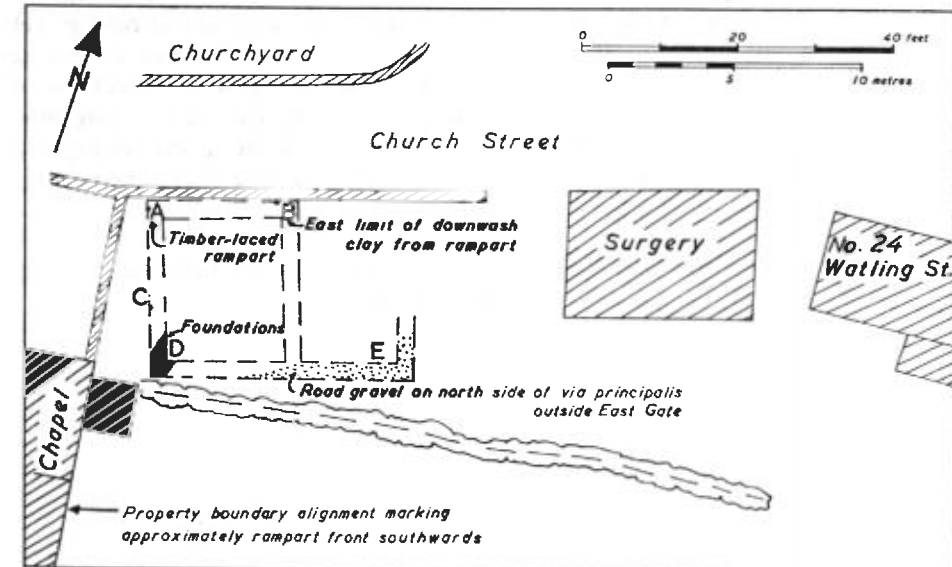 Churchyard
N
0 20 40 feet
0 5 10 metres
Church Street
A
B
East limit of downwash
clay from rampart
Timber-laced
rampart
Surgery
No. 24
Watling St.
C
Foundations
D
E
Road gravel on north side of via principalis
outside East Gate
Chapel
Property boundary alignment marking
approximately rampart front southwards